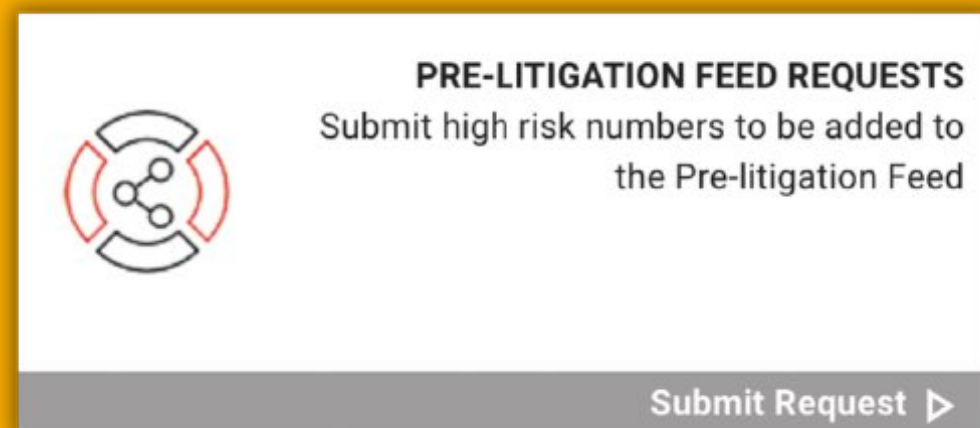 PRE-LITIGATION FEED REQUESTS
Submit high risk numbers to be added to
the Pre-litigation Feed
Submit Request